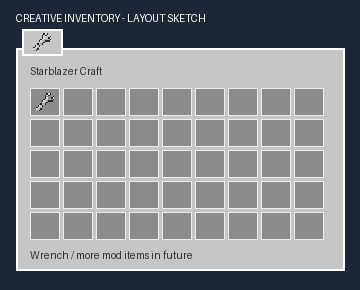 CREATIVE INVENTORY - LAYOUT SKETCH
Starblazer Craft
Wrench / more mod items in future